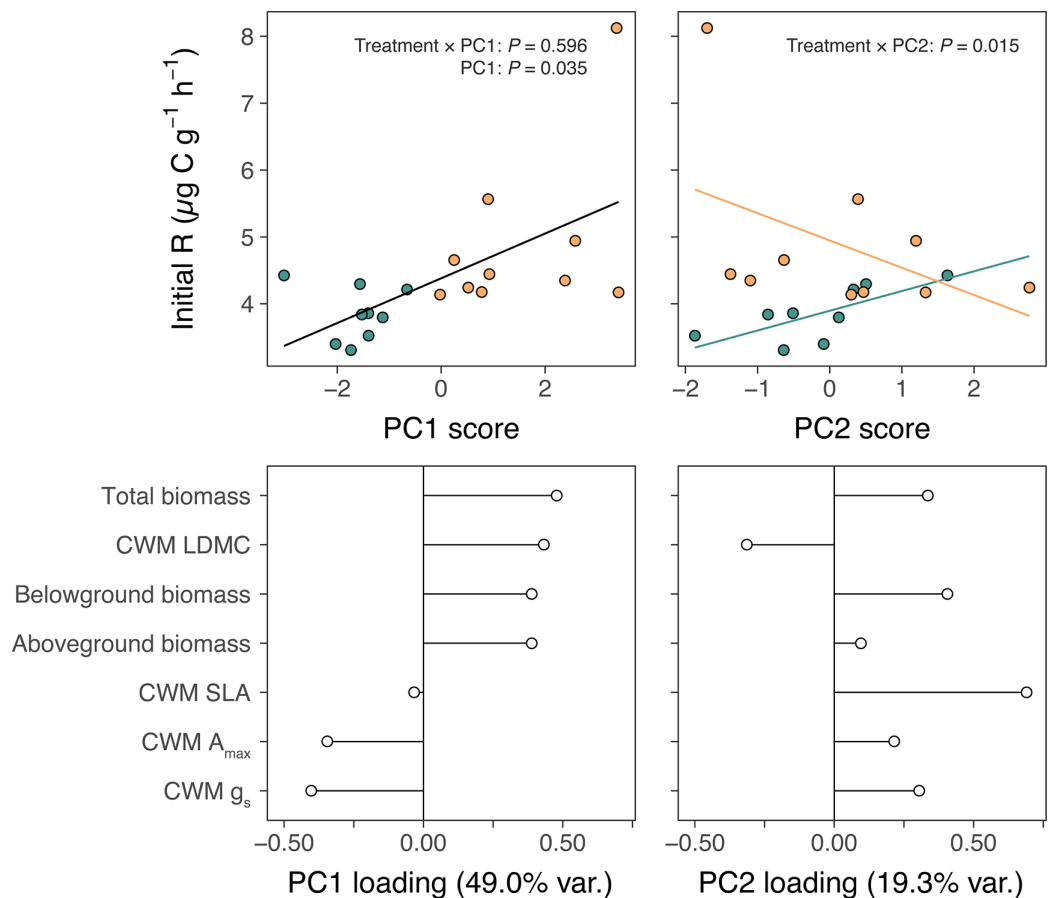 Initial R (µg C g⁻¹ h⁻¹)
8
7
6
5
4
Treatment × PC1: P = 0.596
PC1: P = 0.035
Treatment × PC2: P = 0.015
−2
0
2
−2
−1
0
1
2
PC1 score
PC2 score
Total biomass
CWM LDMC
Belowground biomass
Aboveground biomass
CWM SLA
CWM Amax
CWM gs
−0.50
0.00
0.50
−0.50
0.00
0.50
PC1 loading (49.0% var.)
PC2 loading (19.3% var.)